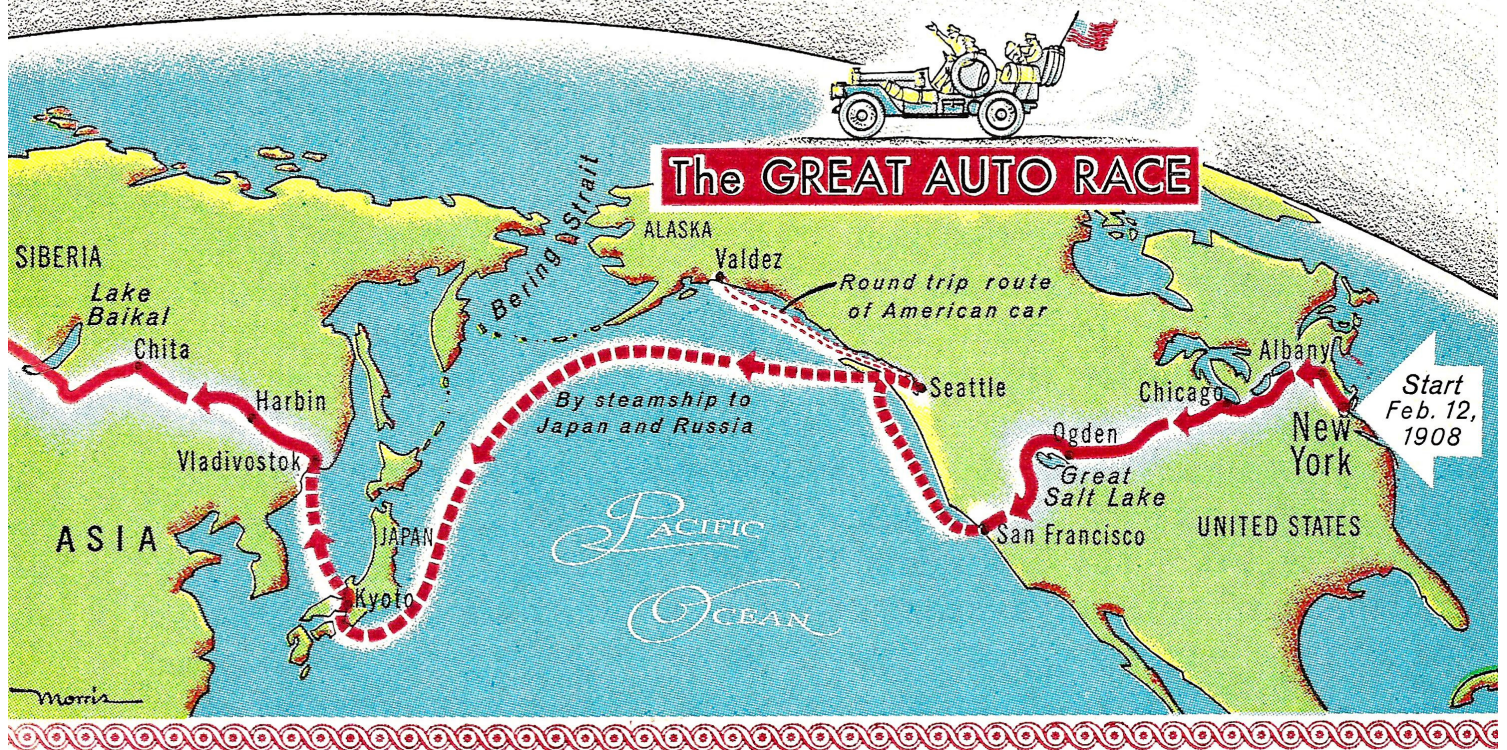 The GREAT AUTO RACE
Bering Strait
ALASKA
Valdez
Round trip route
of American car
SIBERIA
Lake
Baikal
Chita
Harbin
Vladivostok
ASIA
JAPAN
Kyoto
By steamship to
Japan and Russia
Seattle
Pacific
Ocean
San Francisco
Ogden
Great
Salt Lake
Chicago
Albany
New
York
UNITED STATES
Start
Feb. 12,
1908
Morris